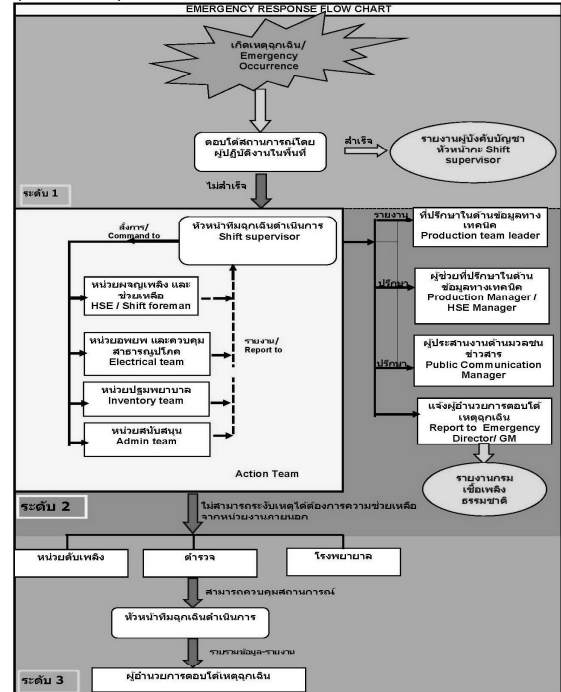 EMERGENCY RESPONSE FLOW CHART
เกิดเหตุฉุกเฉิน/
Emergency
Occurrence
ตอบโต้สถานการณ์โดย
ผู้ปฏิบัติงานในพื้นที่
สำเร็จ
รายงานผู้บังคับบัญชา
หัวหน้ากะ Shift
supervisor
ระดับ 1
ไม่สำเร็จ
สั่งการ/
Command to
หัวหน้าทีมฉุกเฉินดำเนินการ
Shift supervisor
รายงาน
ที่ปรึกษาในด้านข้อมูลทาง
เทคนิค
Production team leader
หน่วยผจญเพลิง และ
ช่วยเหลือ
HSE / Shift foreman
ปรึกษา
ผู้ช่วยที่ปรึกษาในด้าน
ข้อมูลทางเทคนิค
Production Manager /
HSE Manager
หน่วยอพยพ และควบคุม
สาธารณูปโภค
Electrical team
รายงาน/
Report to
ปรึกษา
ผู้ประสานงานด้านมวลชน
ข่าวสาร
Public Communication
Manager
หน่วยปฐมพยาบาล
Inventory team
หน่วยสนับสนุน
Admin team
แจ้งผู้อำนวยการตอบโต้
เหตุฉุกเฉิน
Report to Emergency
Director/ GM
Action Team
รายงานกรม
เชื้อเพลิง
ธรรมชาติ
ระดับ 2
ไม่สามารถระงับเหตุได้ต้องการความช่วยเหลือ
จากหน่วยงานภายนอก
หน่วยดับเพลิง
ตำรวจ
โรงพยาบาล
สามารถควบคุมสถานการณ์
หัวหน้าทีมฉุกเฉินดำเนินการ
รวบรวมข้อมูล-รายงาน
ผู้อำนวยการตอบโต้เหตุฉุกเฉิน
ระดับ 3